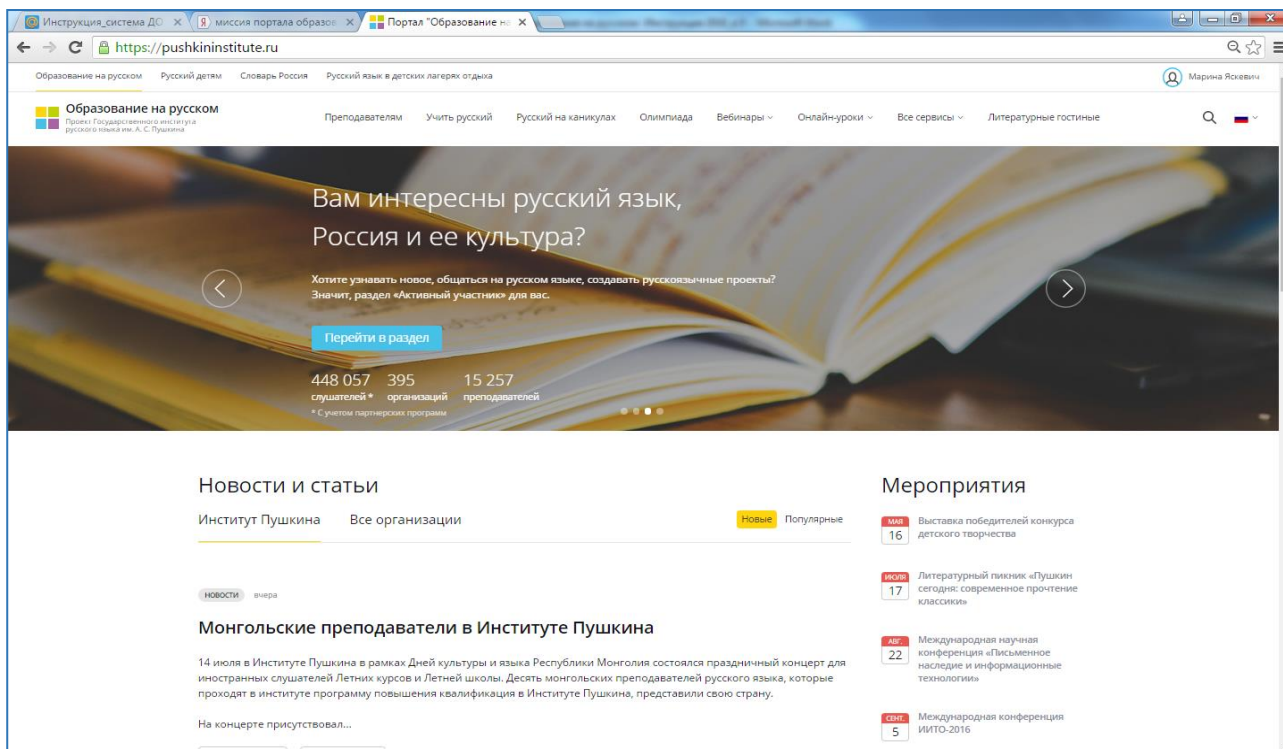 Инструкция_система ДО
миссия портала образов
Портал "Образование на
https://pushkininstitute.ru
Образование на русском Русский детям Словарь Россия Русский язык в детских лагерях отдыха Марина Яскевич
Образование на русском
Проект Государственного института
русского языка им. А. С. Пушкина
Преподавателям Учить русский Русский на каникулах Олимпиада Вебинары Онлайн-уроки Все сервисы Литературные гостиные
Вам интересны русский язык,
Россия и ее культура?
Хотите узнавать новое, общаться на русском языке, создавать русскоязычные проекты?
Значит, раздел «Активный участник» для вас.
Перейти в раздел
448 057 395 15 257
слушателей * организаций преподавателей
* С учетом партнерских программ
Новости и статьи
Институт Пушкина Все организации Новые Популярные
НОВОСТИ вчера
Монгольские преподаватели в Институте Пушкина
14 июля в Институте Пушкина в рамках Дней культуры и языка Республики Монголия состоялся праздничный концерт для
иностранных слушателей Летних курсов и Летней школы. Десять монгольских преподавателей русского языка, которые
проходят в институте программу повышения квалификации в Институте Пушкина, представили свою страну.
На концерте присутствовал...
Мероприятия
МАЯ
16
Выставка победителей конкурса
детского творчества
ИЮЛЯ
17
Литературный пикник «Пушкин
сегодня: современное прочтение
классики»
АВГ.
22
Международная научная
конференция «Письменное
наследие и информационные
технологии»
СЕНТ.
5
Международная конференция
ИИТО-2016